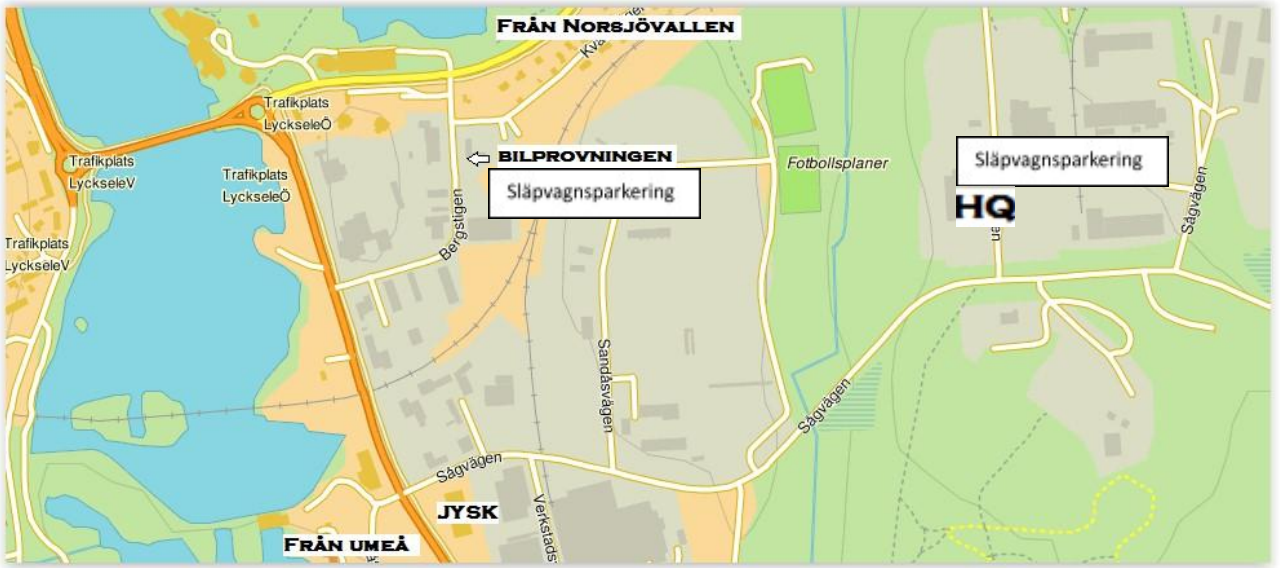 FRÅN NORSJÖVALLEN
Trafikplats
LyckseleÖ
Trafikplats
LyckseleV
Trafikplats
LyckseleÖ
BILPROVNINGEN
Släpvagnsparkering
Fotbollsplaner
Släpvagnsparkering
HQ
Bergstigen
Sågvägen
Trafikplats
LyckseleV
Sandåsvägen
Sågvägen
Sågvägen
JYSK
FRÅN UMEÅ